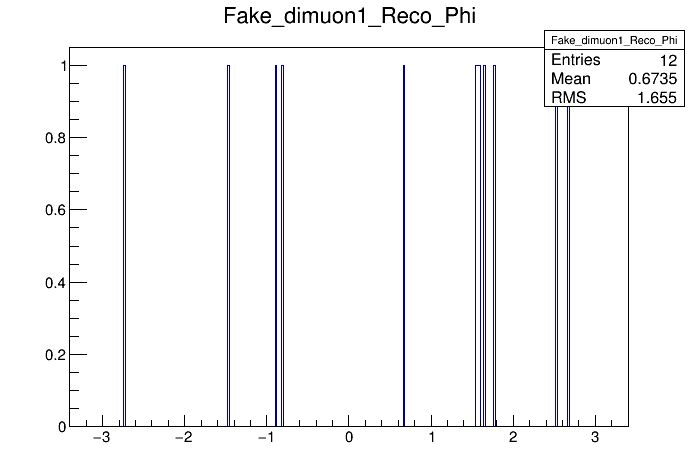 Fake_dimuon1_Reco_Phi
Fake_dimuon1_Reco_Phi
Entries 12
Mean 0.6735
RMS 1.655
1
0.8
0.6
0.4
0.2
0
−3 −2 −1 0 1 2 3